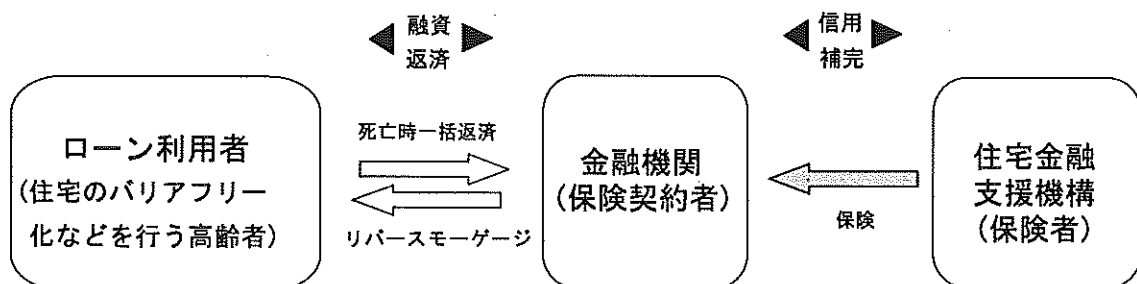 融資
返済
信用
補完
ローン利用者
(住宅のバリアフリー
化などを行う高齢者)
死亡時一括返済
リバースモーゲージ
金融機関
(保険契約者)
保険
住宅金融
支援機構
(保険者)